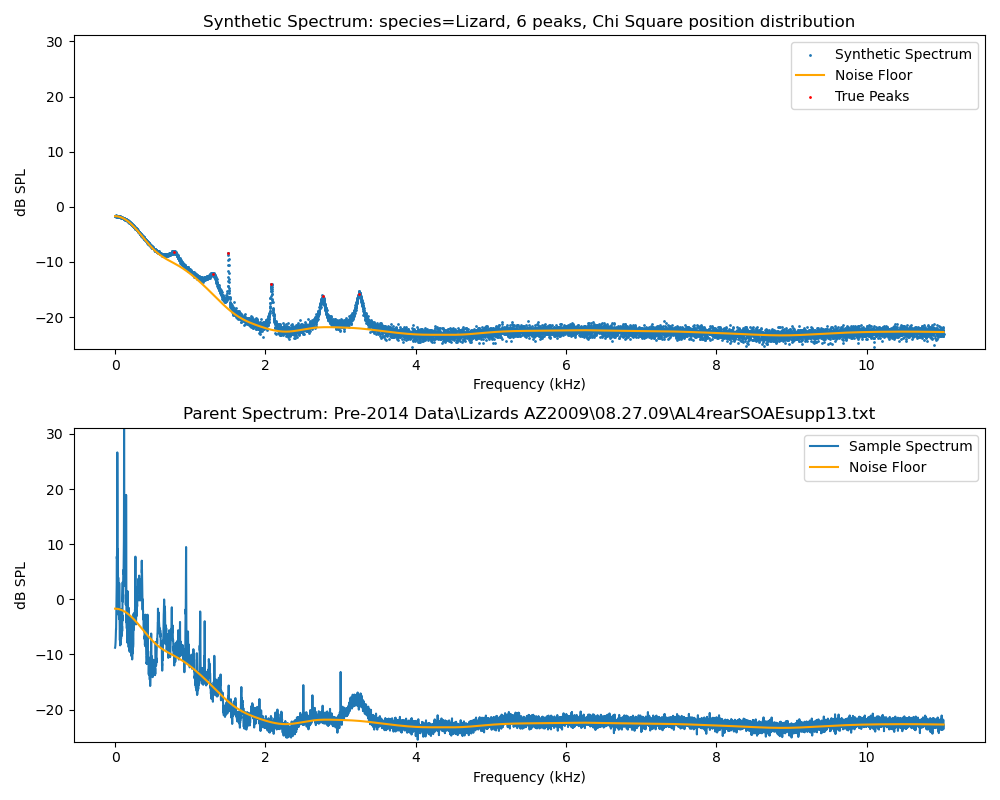 Synthetic Spectrum: species=Lizard, 6 peaks, Chi Square position distribution
30
20
10
0
−10
−20
dB SPL
Synthetic Spectrum
Noise Floor
True Peaks
0 2 4 6 8 10
Frequency (kHz)
Parent Spectrum: Pre-2014 Data\Lizards AZ2009\08.27.09\AL4rearSOAEsupp13.txt
30
20
10
0
−10
−20
dB SPL
Sample Spectrum
Noise Floor
0 2 4 6 8 10
Frequency (kHz)